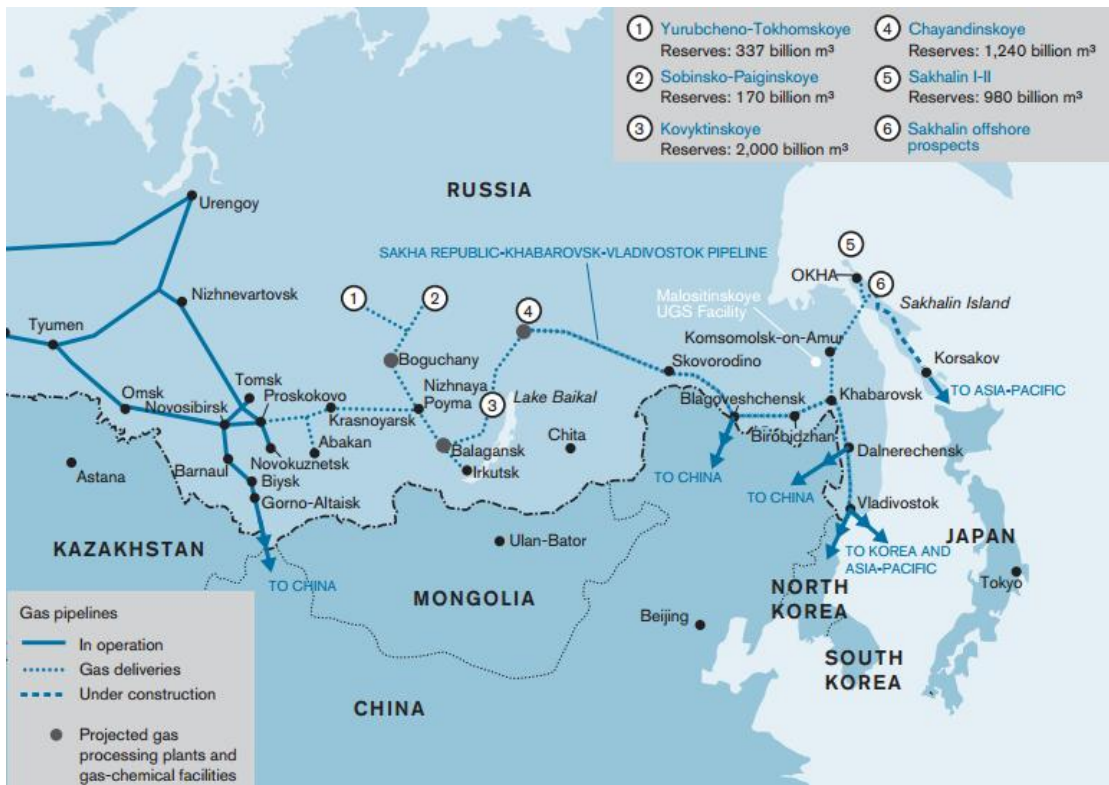 1 Yurubcheno-Tokhomskoye
Reserves: 337 billion m³
2 Sobinsko-Paiginskoye
Reserves: 170 billion m³
3 Kovyktinskoye
Reserves: 2,000 billion m³
4 Chayandinskoye
Reserves: 1,240 billion m³
5 Sakhalin I-II
Reserves: 980 billion m³
6 Sakhalin offshore
prospects
RUSSIA
Urengoy
SAKHA REPUBLIC-KHABAROVSK-VLADIVOSTOK PIPELINE
5
OKHA
6
Sakhalin Island
Nizhnevartovsk
1
2
4
Malositinskoye
UGS Facility
Tyumen
Komsomolsk-on-Amur
Boguchany
Skovorodino
Korsakov
TO ASIA-PACIFIC
Omsk
Tomsk
Proskokovo
Novosibirsk
Krasnoyarsk
Nizhnaya
Poyma
3
Lake Baikal
Blagoveshchensk
Khabarovsk
Birobidzhan
Abakan
Balagansk
Chita
Dalnerechensk
Astana
Barnaul
Novokuznetsk
Biysk
Irkutsk
TO CHINA
TO CHINA
Gorno-Altaisk
Vladivostok
KAZAKHSTAN
Ulan-Bator
JAPAN
TO KOREA AND
ASIA-PACIFIC
TO CHINA
Tokyo
MONGOLIA
NORTH
KOREA
Beijing
SOUTH
KOREA
CHINA
Gas pipelines
In operation
Gas deliveries
Under construction
Projected gas
processing plants and
gas-chemical facilities